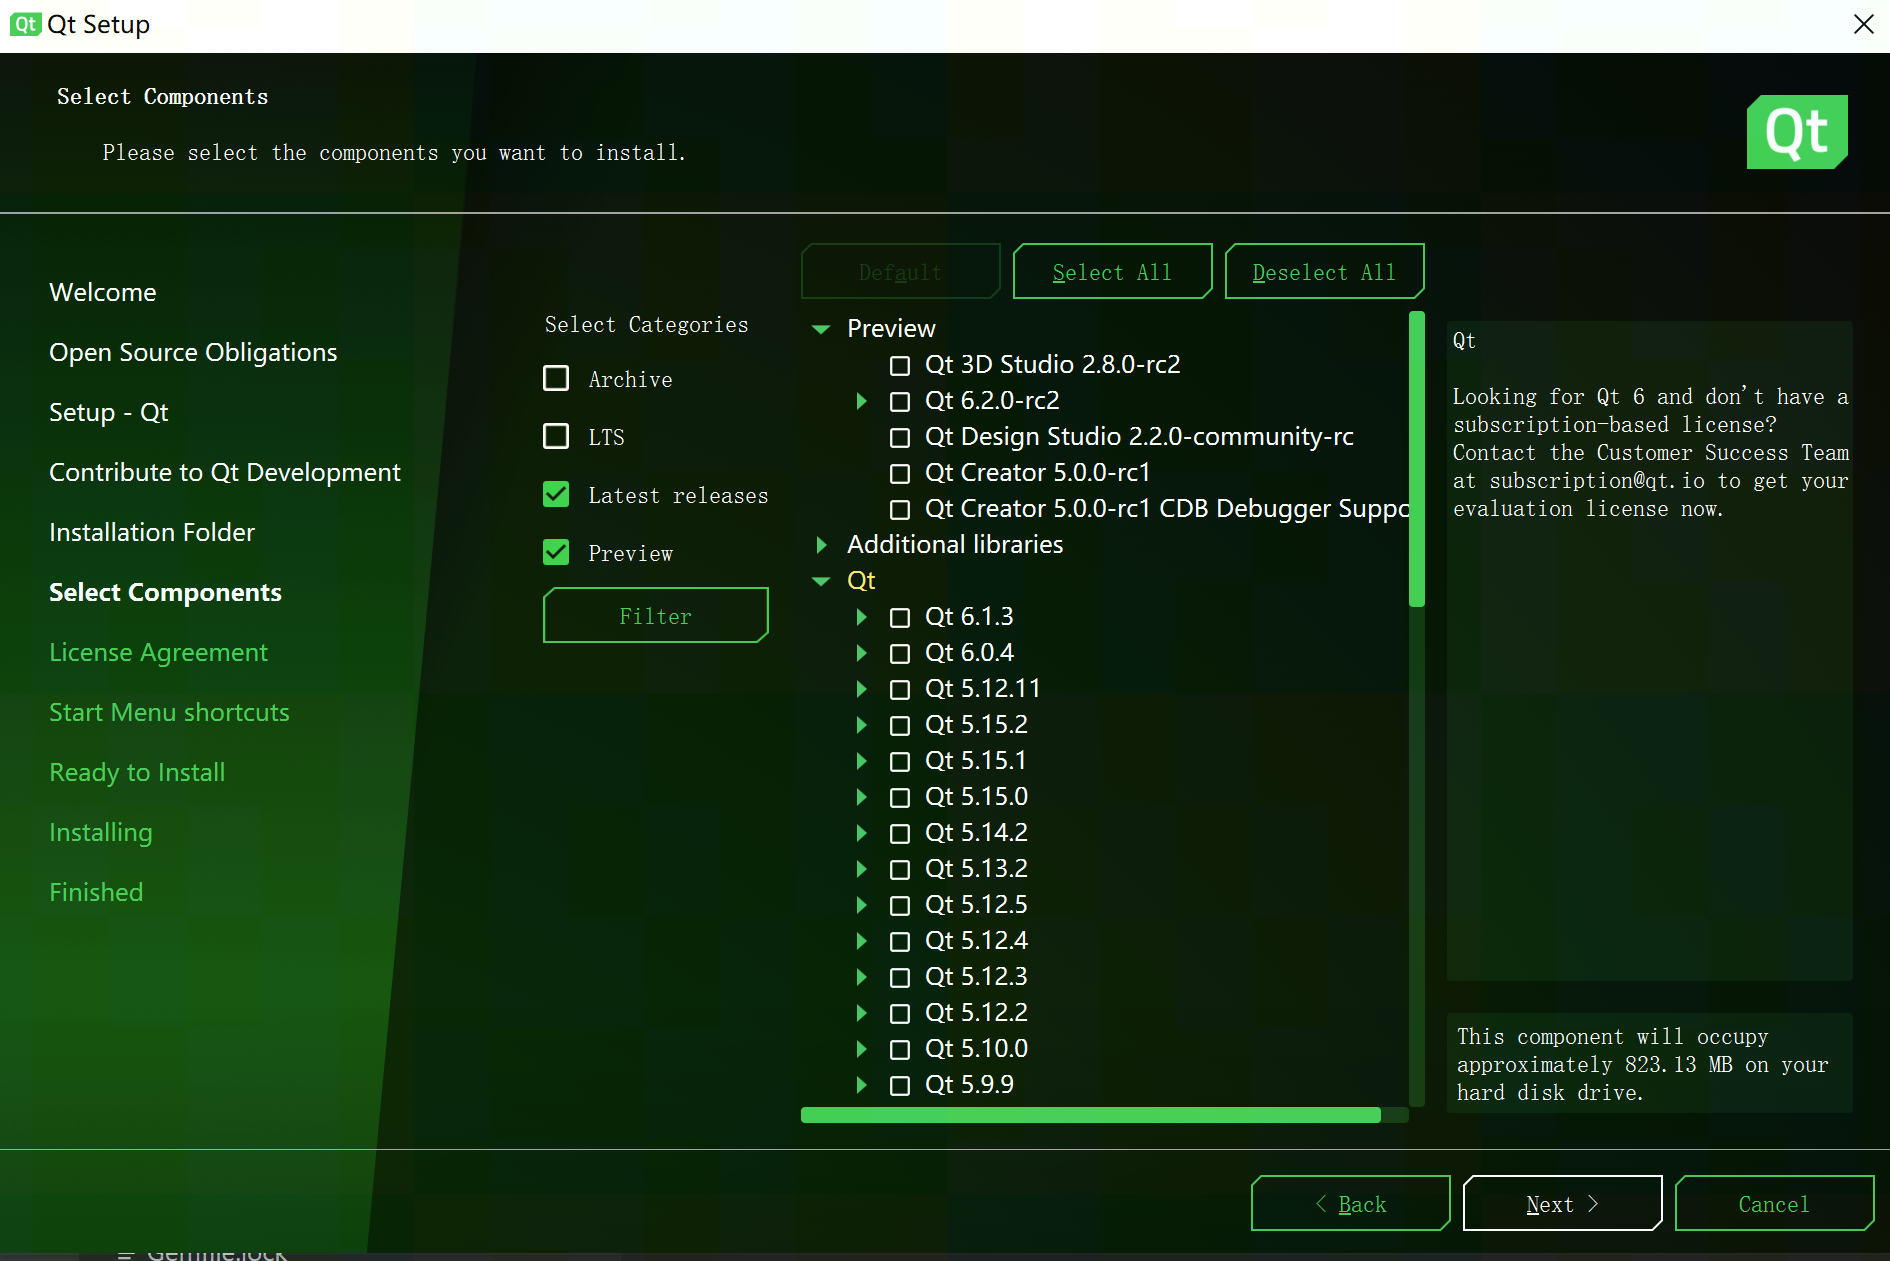 Qt Qt Setup
Select Components
Please select the components you want to install.
Qt
Welcome
Open Source Obligations
Setup - Qt
Contribute to Qt Development
Installation Folder
Select Components
License Agreement
Start Menu shortcuts
Ready to Install
Installing
Finished
Select Categories
Archive
LTS
Latest releases
Preview
Filter
Default
Select All
Deselect All
Preview
Qt 3D Studio 2.8.0-rc2
Qt 6.2.0-rc2
Qt Design Studio 2.2.0-community-rc
Qt Creator 5.0.0-rc1
Qt Creator 5.0.0-rc1 CDB Debugger Suppo
Additional libraries
Qt
Qt 6.1.3
Qt 6.0.4
Qt 5.12.11
Qt 5.15.2
Qt 5.15.1
Qt 5.15.0
Qt 5.14.2
Qt 5.13.2
Qt 5.12.5
Qt 5.12.4
Qt 5.12.3
Qt 5.12.2
Qt 5.10.0
Qt 5.9.9
Qt
Looking for Qt 6 and don't have a
subscription-based license?
Contact the Customer Success Team
at subscription@qt.io to get your
evaluation license now.
This component will occupy
approximately 823.13 MB on your
hard disk drive.
< Back
Next >
Cancel
Gemfile.lock